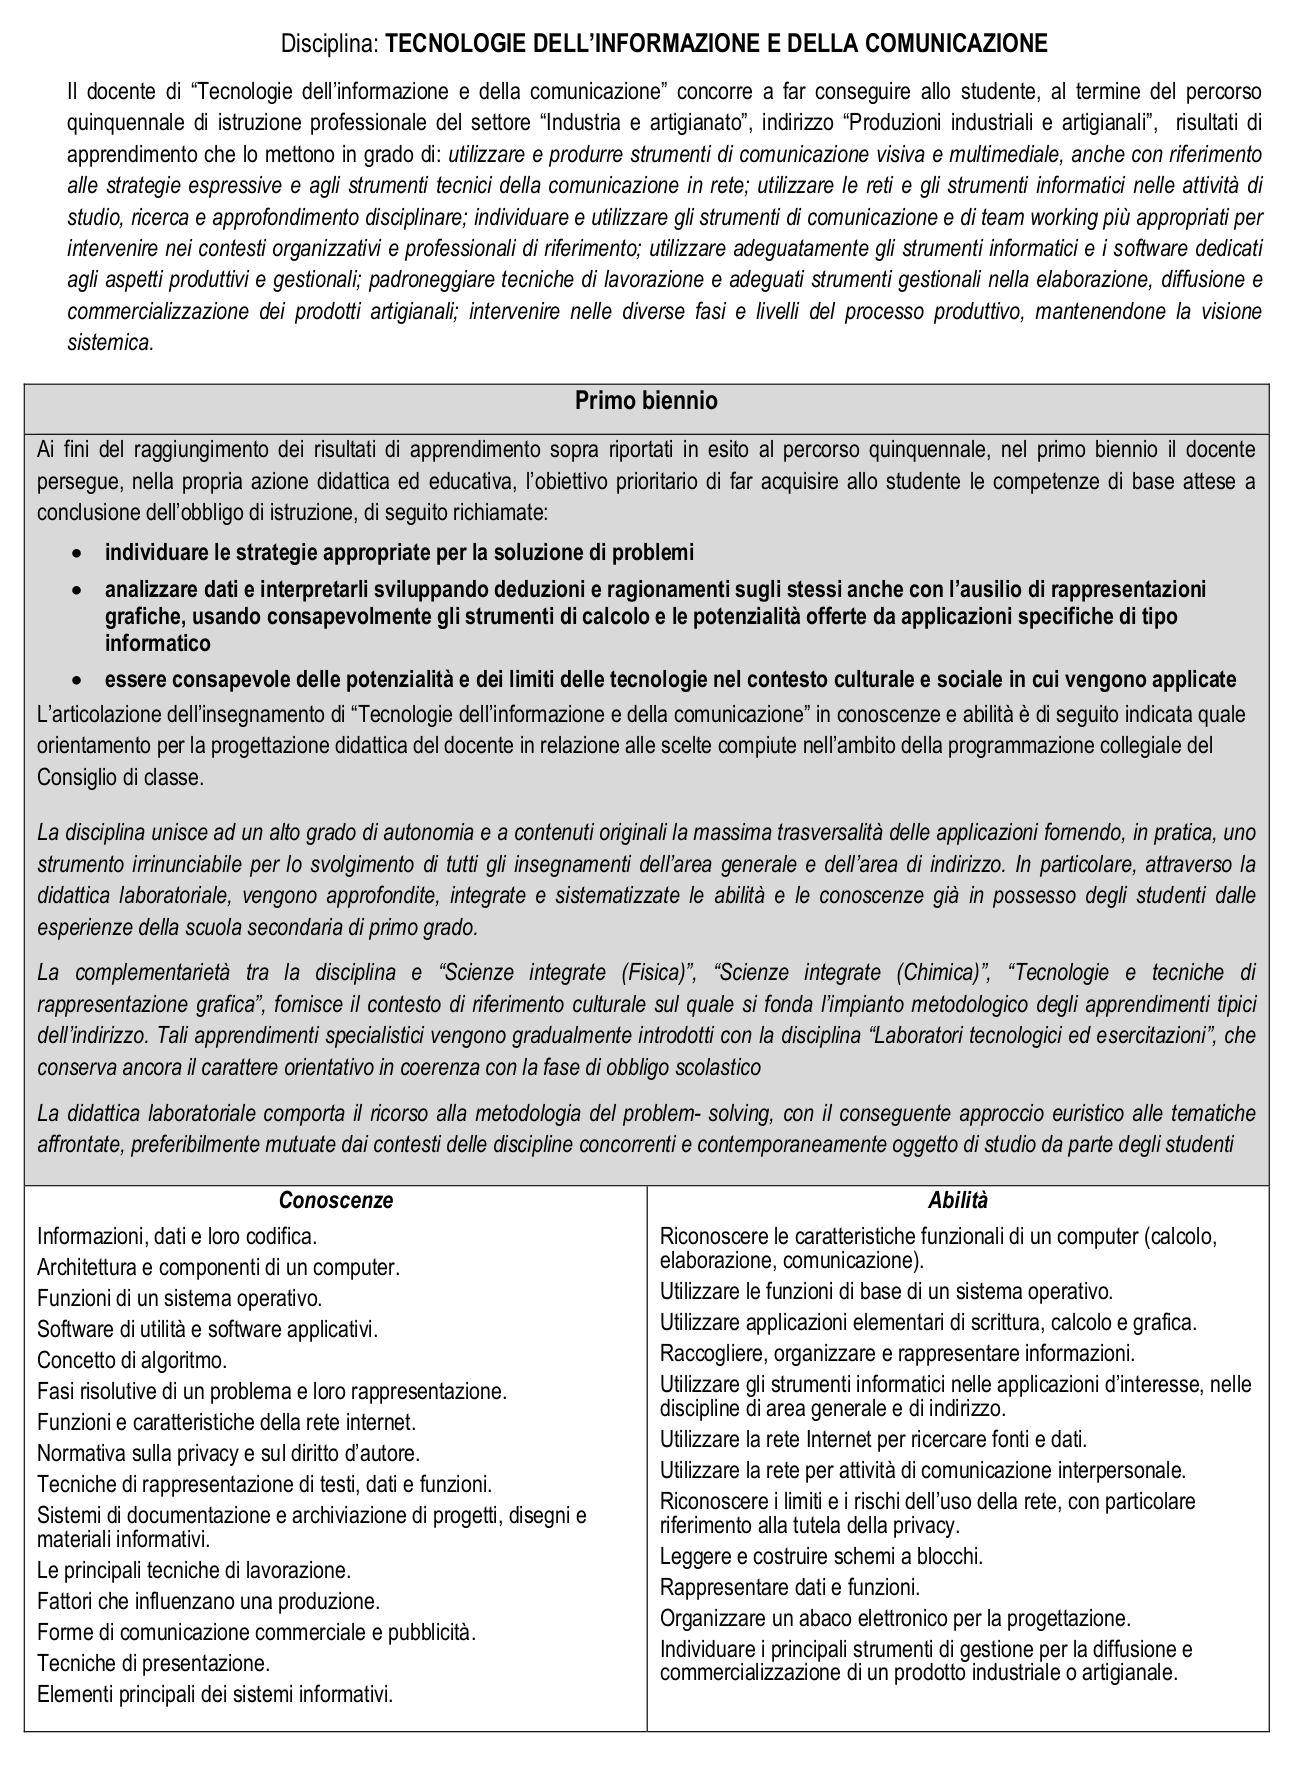 Disciplina: TECNOLOGIE DELL’INFORMAZIONE E DELLA COMUNICAZIONE
Il docente di “Tecnologie dell’informazione e della comunicazione” concorre a far conseguire allo studente, al termine del percorso
quinquennale di istruzione professionale del settore “Industria e artigianato”, indirizzo “Produzioni industriali e artigianali”, risultati di
apprendimento che lo mettono in grado di: utilizzare e produrre strumenti di comunicazione visiva e multimediale, anche con riferimento
alle strategie espressive e agli strumenti tecnici della comunicazione in rete; utilizzare le reti e gli strumenti informatici nelle attività di
studio, ricerca e approfondimento disciplinare; individuare e utilizzare gli strumenti di comunicazione e di team working più appropriati per
intervenire nei contesti organizzativi e professionali di riferimento; utilizzare adeguatamente gli strumenti informatici e i software dedicati
agli aspetti produttivi e gestionali; padroneggiare tecniche di lavorazione e adeguati strumenti gestionali nella elaborazione, diffusione e
commercializzazione dei prodotti artigianali; intervenire nelle diverse fasi e livelli del processo produttivo, mantenendone la visione
sistemica.
Primo biennio
Ai fini del raggiungimento dei risultati di apprendimento sopra riportati in esito al percorso quinquennale, nel primo biennio il docente
persegue, nella propria azione didattica ed educativa, l’obiettivo prioritario di far acquisire allo studente le competenze di base attese a
conclusione dell’obbligo di istruzione, di seguito richiamate:
• individuare le strategie appropriate per la soluzione di problemi
• analizzare dati e interpretarli sviluppando deduzioni e ragionamenti sugli stessi anche con l’ausilio di rappresentazioni
grafiche, usando consapevolmente gli strumenti di calcolo e le potenzialità offerte da applicazioni specifiche di tipo
informatico
• essere consapevole delle potenzialità e dei limiti delle tecnologie nel contesto culturale e sociale in cui vengono applicate
L’articolazione dell’insegnamento di “Tecnologie dell’informazione e della comunicazione” in conoscenze e abilità è di seguito indicata quale
orientamento per la progettazione didattica del docente in relazione alle scelte compiute nell’ambito della programmazione collegiale del
Consiglio di classe.
La disciplina unisce ad un alto grado di autonomia e a contenuti originali la massima trasversalità delle applicazioni fornendo, in pratica, uno
strumento irrinunciabile per lo svolgimento di tutti gli insegnamenti dell’area generale e dell’area di indirizzo. In particolare, attraverso la
didattica laboratoriale, vengono approfondite, integrate e sistematizzate le abilità e le conoscenze già in possesso degli studenti dalle
esperienze della scuola secondaria di primo grado.
La complementarietà tra la disciplina e “Scienze integrate (Fisica)”, “Scienze integrate (Chimica)”, “Tecnologie e tecniche di
rappresentazione grafica”, fornisce il contesto di riferimento culturale sul quale si fonda l’impianto metodologico degli apprendimenti tipici
dell’indirizzo. Tali apprendimenti specialistici vengono gradualmente introdotti con la disciplina “Laboratori tecnologici ed esercitazioni”, che
conserva ancora il carattere orientativo in coerenza con la fase di obbligo scolastico
La didattica laboratoriale comporta il ricorso alla metodologia del problem- solving, con il conseguente approccio euristico alle tematiche
affrontate, preferibilmente mutuate dai contesti delle discipline concorrenti e contemporaneamente oggetto di studio da parte degli studenti
Conoscenze
Informazioni, dati e loro codifica.
Architettura e componenti di un computer.
Funzioni di un sistema operativo.
Software di utilità e software applicativi.
Concetto di algoritmo.
Fasi risolutive di un problema e loro rappresentazione.
Funzioni e caratteristiche della rete internet.
Normativa sulla privacy e sul diritto d’autore.
Tecniche di rappresentazione di testi, dati e funzioni.
Sistemi di documentazione e archiviazione di progetti, disegni e
materiali informativi.
Le principali tecniche di lavorazione.
Fattori che influenzano una produzione.
Forme di comunicazione commerciale e pubblicità.
Tecniche di presentazione.
Elementi principali dei sistemi informativi.
Abilità
Riconoscere le caratteristiche funzionali di un computer (calcolo,
elaborazione, comunicazione).
Utilizzare le funzioni di base di un sistema operativo.
Utilizzare applicazioni elementari di scrittura, calcolo e grafica.
Raccogliere, organizzare e rappresentare informazioni.
Utilizzare gli strumenti informatici nelle applicazioni d’interesse, nelle
discipline di area generale e di indirizzo.
Utilizzare la rete Internet per ricercare fonti e dati.
Utilizzare la rete per attività di comunicazione interpersonale.
Riconoscere i limiti e i rischi dell’uso della rete, con particolare
riferimento alla tutela della privacy.
Leggere e costruire schemi a blocchi.
Rappresentare dati e funzioni.
Organizzare un abaco elettronico per la progettazione.
Individuare i principali strumenti di gestione per la diffusione e
commercializzazione di un prodotto industriale o artigianale.